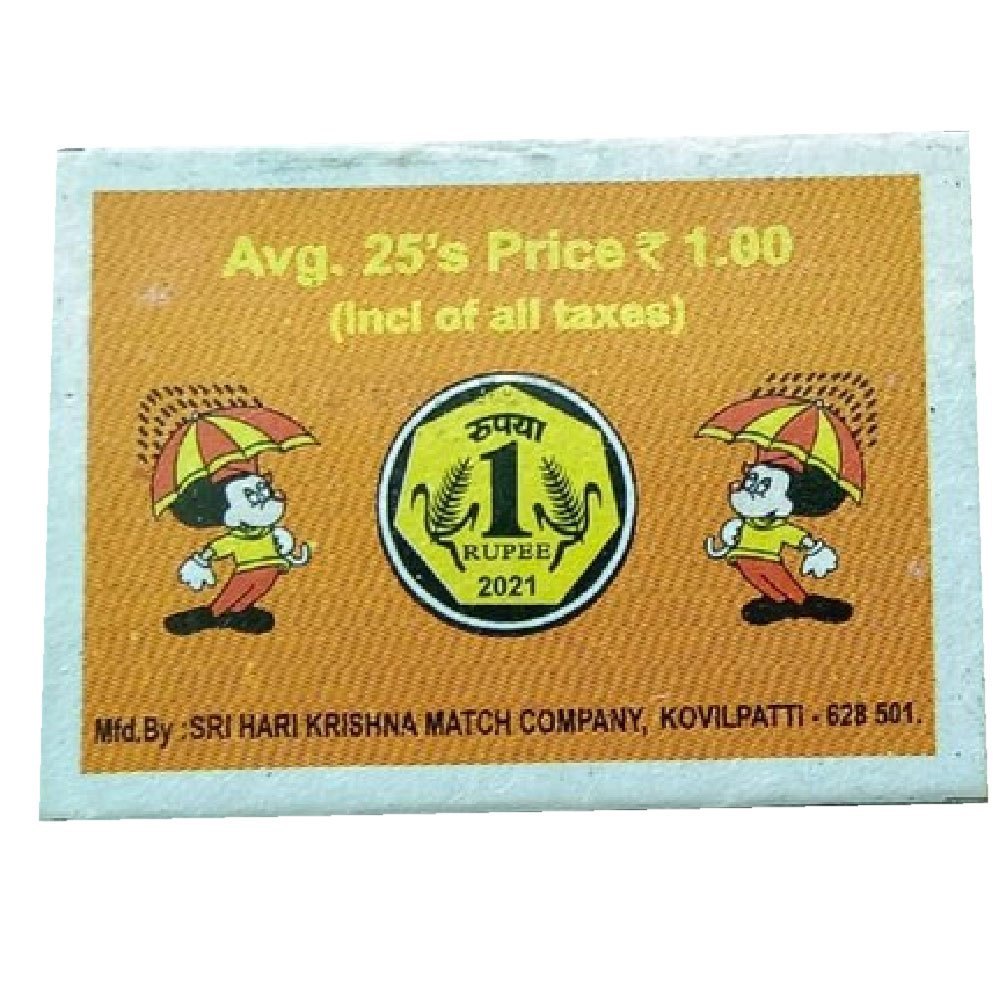 Avg. 25's Price ₹ 1.00
(Incl of all taxes)
रुपया
1
RUPEE
2021
Mfd.By :SRI HARI KRISHNA MATCH COMPANY, KOVILPATTI - 628 501.